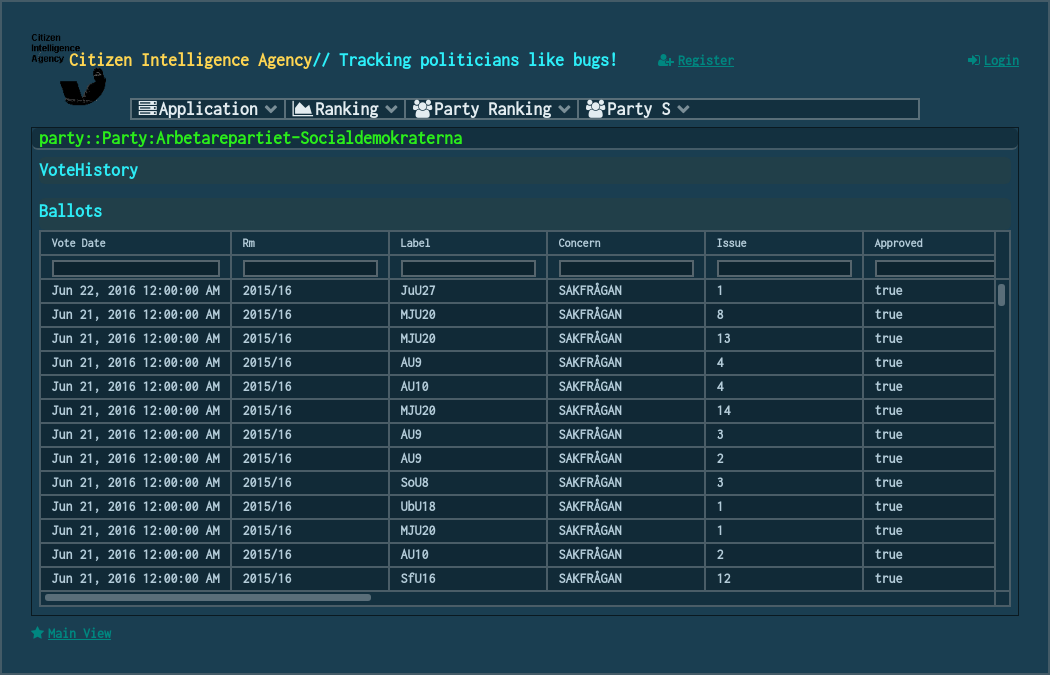 Citizen
Intelligence
Agency
Citizen Intelligence Agency// Tracking politicians like bugs!
Register
Login
Application Ranking Party Ranking Party S
party::Party:Arbetarepartiet-Socialdemokraterna
VoteHistory
Ballots
Vote Date Rm Label Concern Issue Approved
Jun 22, 2016 12:00:00 AM 2015/16 JuU27 SAKFRÅGAN 1 true
Jun 21, 2016 12:00:00 AM 2015/16 MJU20 SAKFRÅGAN 8 true
Jun 21, 2016 12:00:00 AM 2015/16 MJU20 SAKFRÅGAN 13 true
Jun 21, 2016 12:00:00 AM 2015/16 AU9 SAKFRÅGAN 4 true
Jun 21, 2016 12:00:00 AM 2015/16 AU10 SAKFRÅGAN 4 true
Jun 21, 2016 12:00:00 AM 2015/16 MJU20 SAKFRÅGAN 14 true
Jun 21, 2016 12:00:00 AM 2015/16 AU9 SAKFRÅGAN 3 true
Jun 21, 2016 12:00:00 AM 2015/16 AU9 SAKFRÅGAN 2 true
Jun 21, 2016 12:00:00 AM 2015/16 SoU8 SAKFRÅGAN 3 true
Jun 21, 2016 12:00:00 AM 2015/16 UbU18 SAKFRÅGAN 1 true
Jun 21, 2016 12:00:00 AM 2015/16 MJU20 SAKFRÅGAN 1 true
Jun 21, 2016 12:00:00 AM 2015/16 AU10 SAKFRÅGAN 2 true
Jun 21, 2016 12:00:00 AM 2015/16 SfU16 SAKFRÅGAN 12 true
Main View